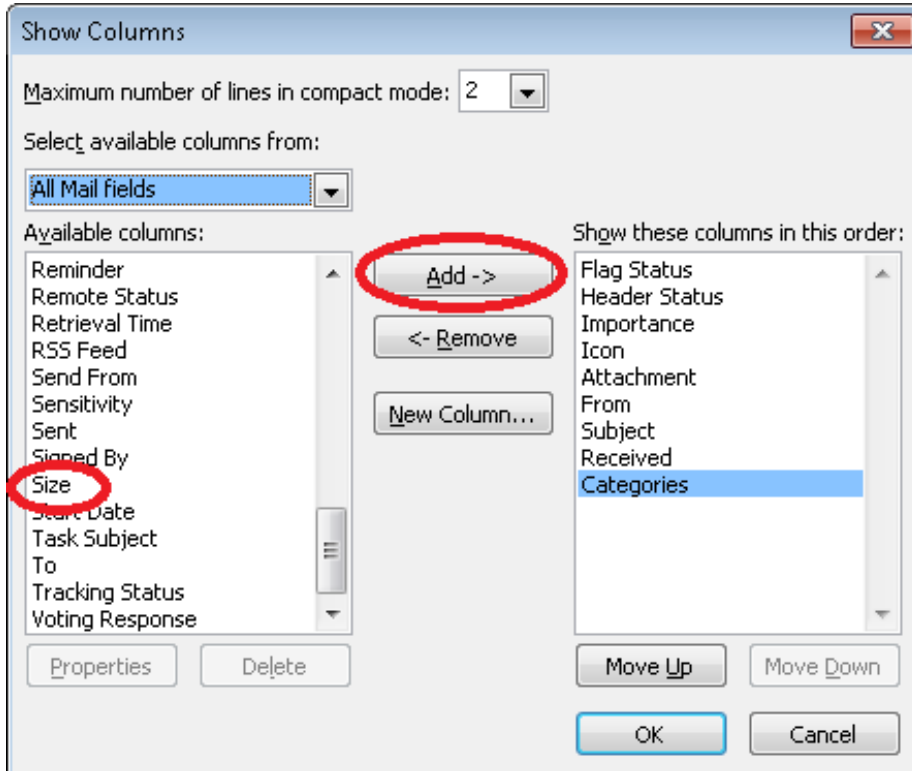 Show Columns
Maximum number of lines in compact mode: 2
Select available columns from:
All Mail fields
Available columns:
Reminder
Remote Status
Retrieval Time
RSS Feed
Send From
Sensitivity
Sent
Signed By
Size
Start Date
Task Subject
To
Tracking Status
Voting Response
Properties
Delete
Add ->
<- Remove
New Column...
Show these columns in this order:
Flag Status
Header Status
Importance
Icon
Attachment
From
Subject
Received
Categories
Move Up
Move Down
OK
Cancel